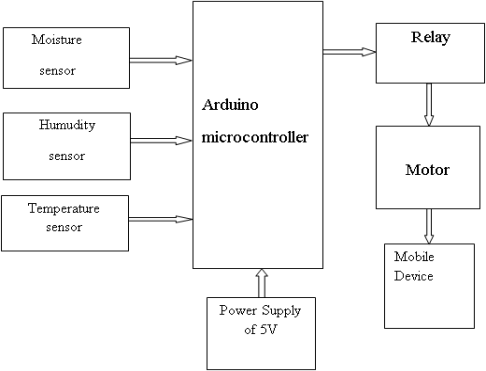 Moisture
sensor
Humudity
sensor
Temperature
sensor
Arduino
microcontroller
Power Supply
of 5V
Relay
Motor
Mobile
Device